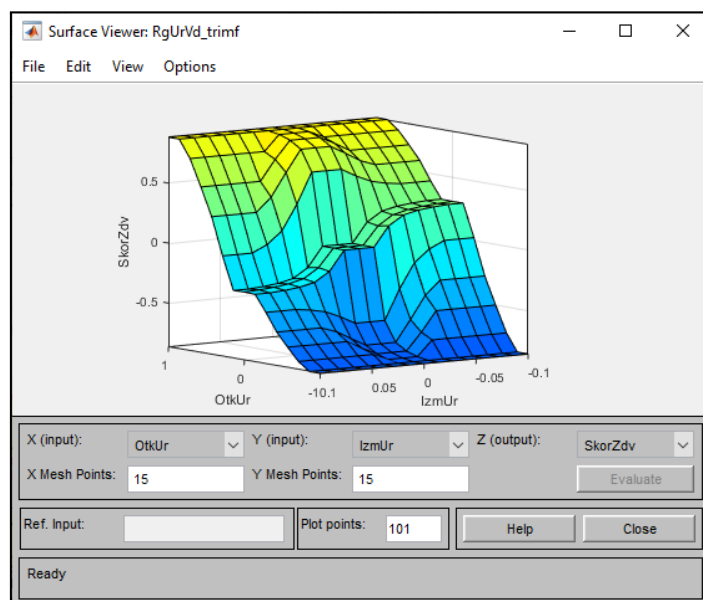 Surface Viewer: RgUrVd_trimf
File Edit View Options
0.5
0
-0.5
SkorZdv
1
0
-10.1
0.05
0
-0.05
-0.1
OtkUr
IzmUr
X (input): OtkUr Y (input): IzmUr Z (output): SkorZdv
X Mesh Points: 15 Y Mesh Points: 15 Evaluate
Ref. Input: Plot points: 101 Help Close
Ready